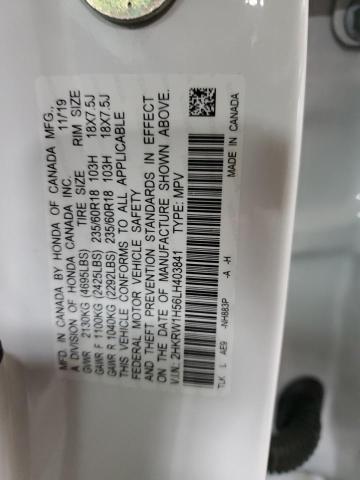 MFD. IN CANADA BY HONDA OF CANADA MFG.,
A DIVISION OF HONDA CANADA INC. 11/19
TIRE SIZE RIM SIZE
GVWR 2130KG (4695LBS)
GAWR F 1100KG (2425LBS) 235/60R18 103H 18X7.5J
GAWR R 1040KG (2292LBS) 235/60R18 103H 18X7.5J
THIS VEHICLE CONFORMS TO ALL APPLICABLE
FEDERAL MOTOR VEHICLE SAFETY
AND THEFT PREVENTION STANDARDS IN EFFECT
ON THE DATE OF MANUFACTURE SHOWN ABOVE.
V.I.N: 2HKRW1H56LH403841 TYPE: MPV
TLK L AE9 -NH883P -A -H
MADE IN CANADA